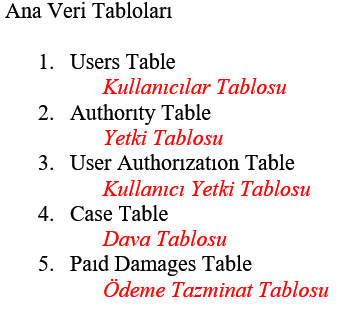 Ana Veri Tabloları
1. Users Table
Kullanıcılar Tablosu
2. Authorıty Table
Yetki Tablosu
3. User Authorızatıon Table
Kullanıcı Yetki Tablosu
4. Case Table
Dava Tablosu
5. Paıd Damages Table
Ödeme Tazminat Tablosu